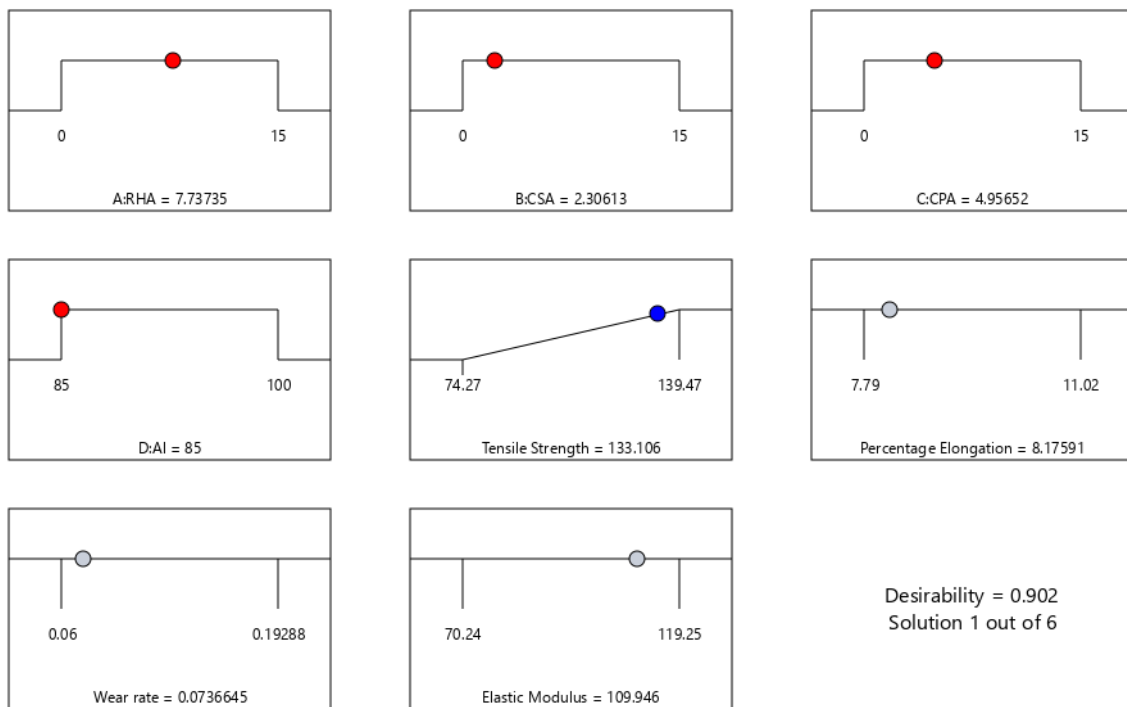 0 15
A:RHA = 7.73735
0 15
B:CSA = 2.30613
0 15
C:CPA = 4.95652
85 100
D:Al = 85
74.27 139.47
Tensile Strength = 133.106
7.79 11.02
Percentage Elongation = 8.17591
0.06 0.19288
Wear rate = 0.0736645
70.24 119.25
Elastic Modulus = 109.946
Desirability = 0.902
Solution 1 out of 6